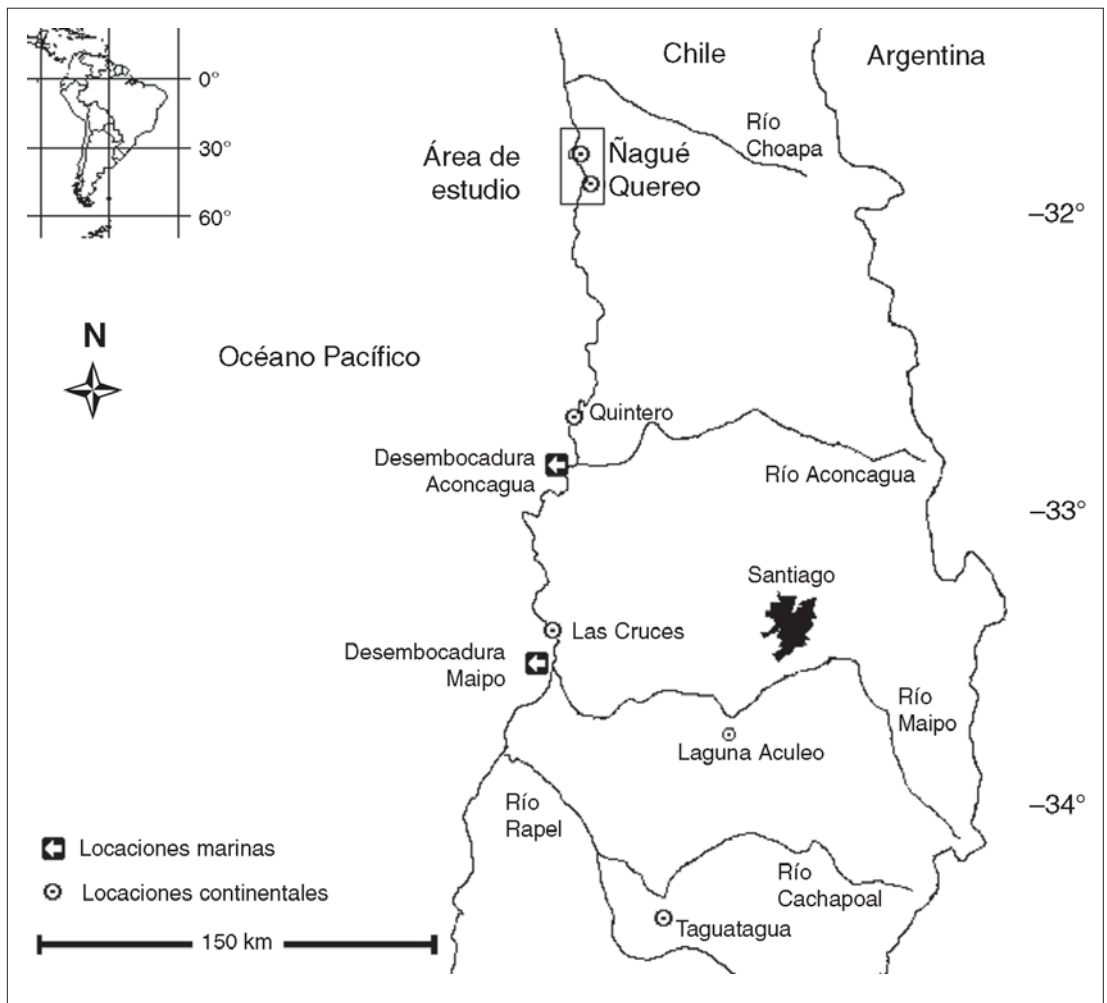 0°
30°
60°
Chile
Argentina
Río
Choapa
Área de
estudio
Ñagué
Quereo
–32°
N
Océano Pacífico
Quintero
Desembocadura
Aconcagua
Río Aconcagua
–33°
Santiago
Las Cruces
Desembocadura
Maipo
Río
Maipo
Laguna Aculeo
–34°
Río
Rapel
Río
Cachapoal
Taguatagua
Locaciones marinas
Locaciones continentales
150 km